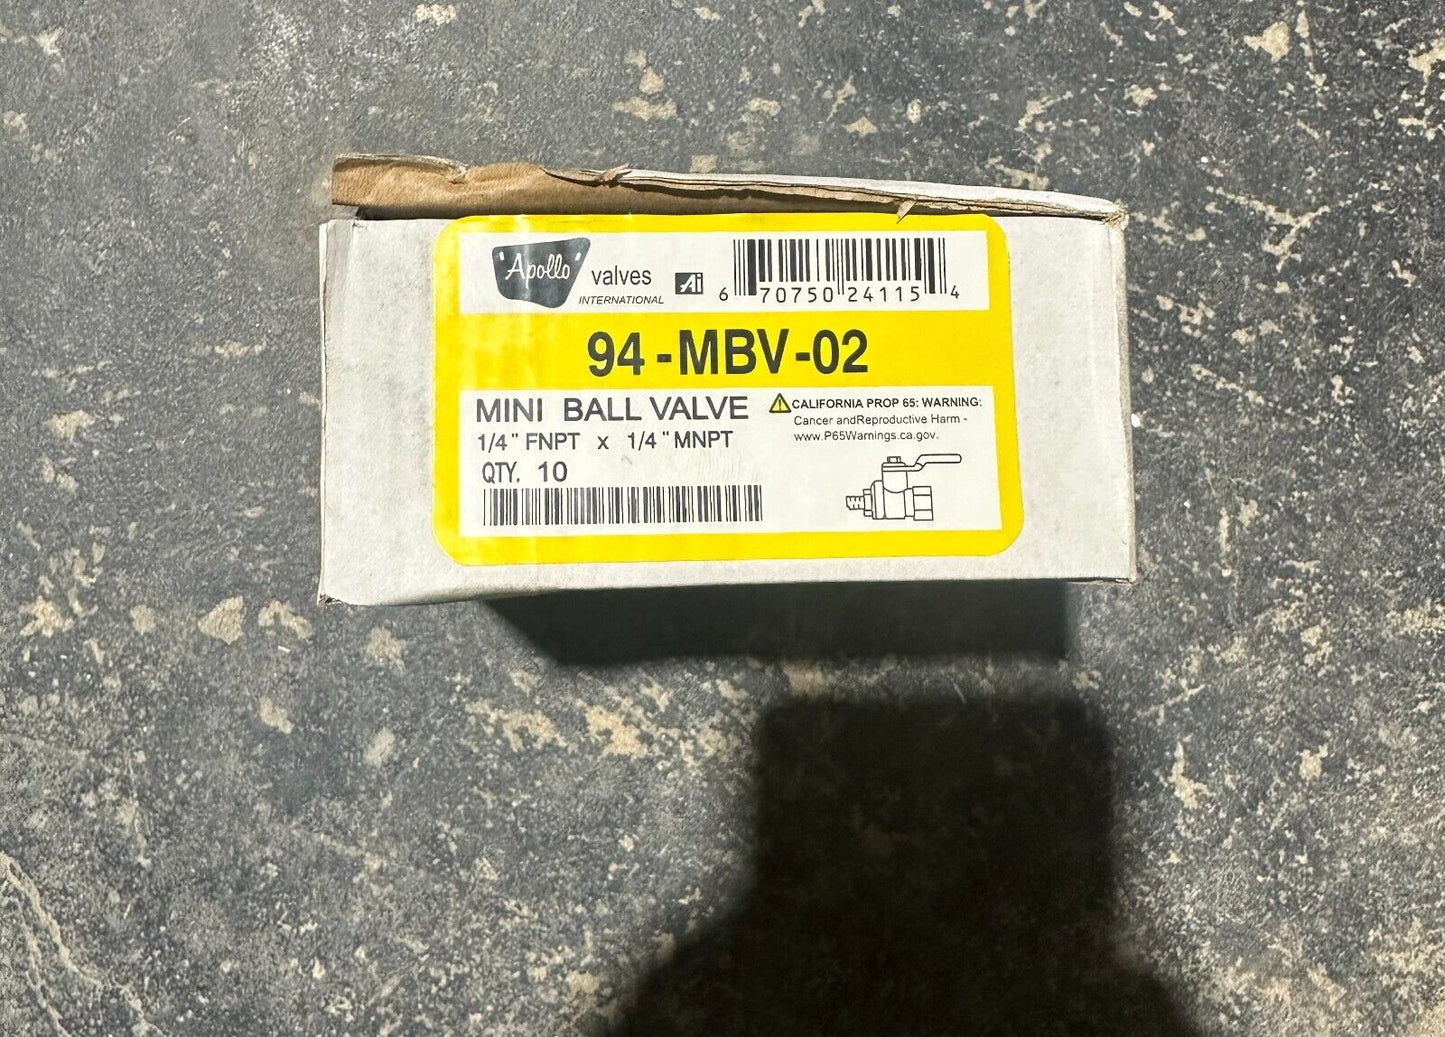 Apollo valves
INTERNATIONAL
Ai
6 70750 24115 4
94-MBV-02
MINI BALL VALVE
1/4" FNPT x 1/4" MNPT
QTY. 10
CALIFORNIA PROP 65: WARNING:
Cancer andReproductive Harm -
www.P65Warnings.ca.gov.